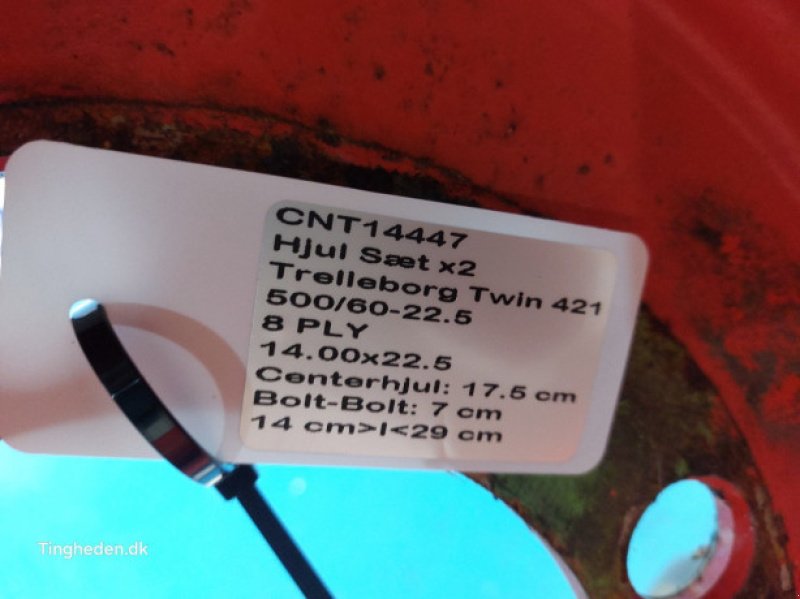 CNT14447
Hjul Sæt x2
Trelleborg Twin 421
500/60-22.5
8 PLY
14.00x22.5
Centerhjul: 17.5 cm
Bolt-Bolt: 7 cm
14 cm>I<29 cm
Tingheden.dk